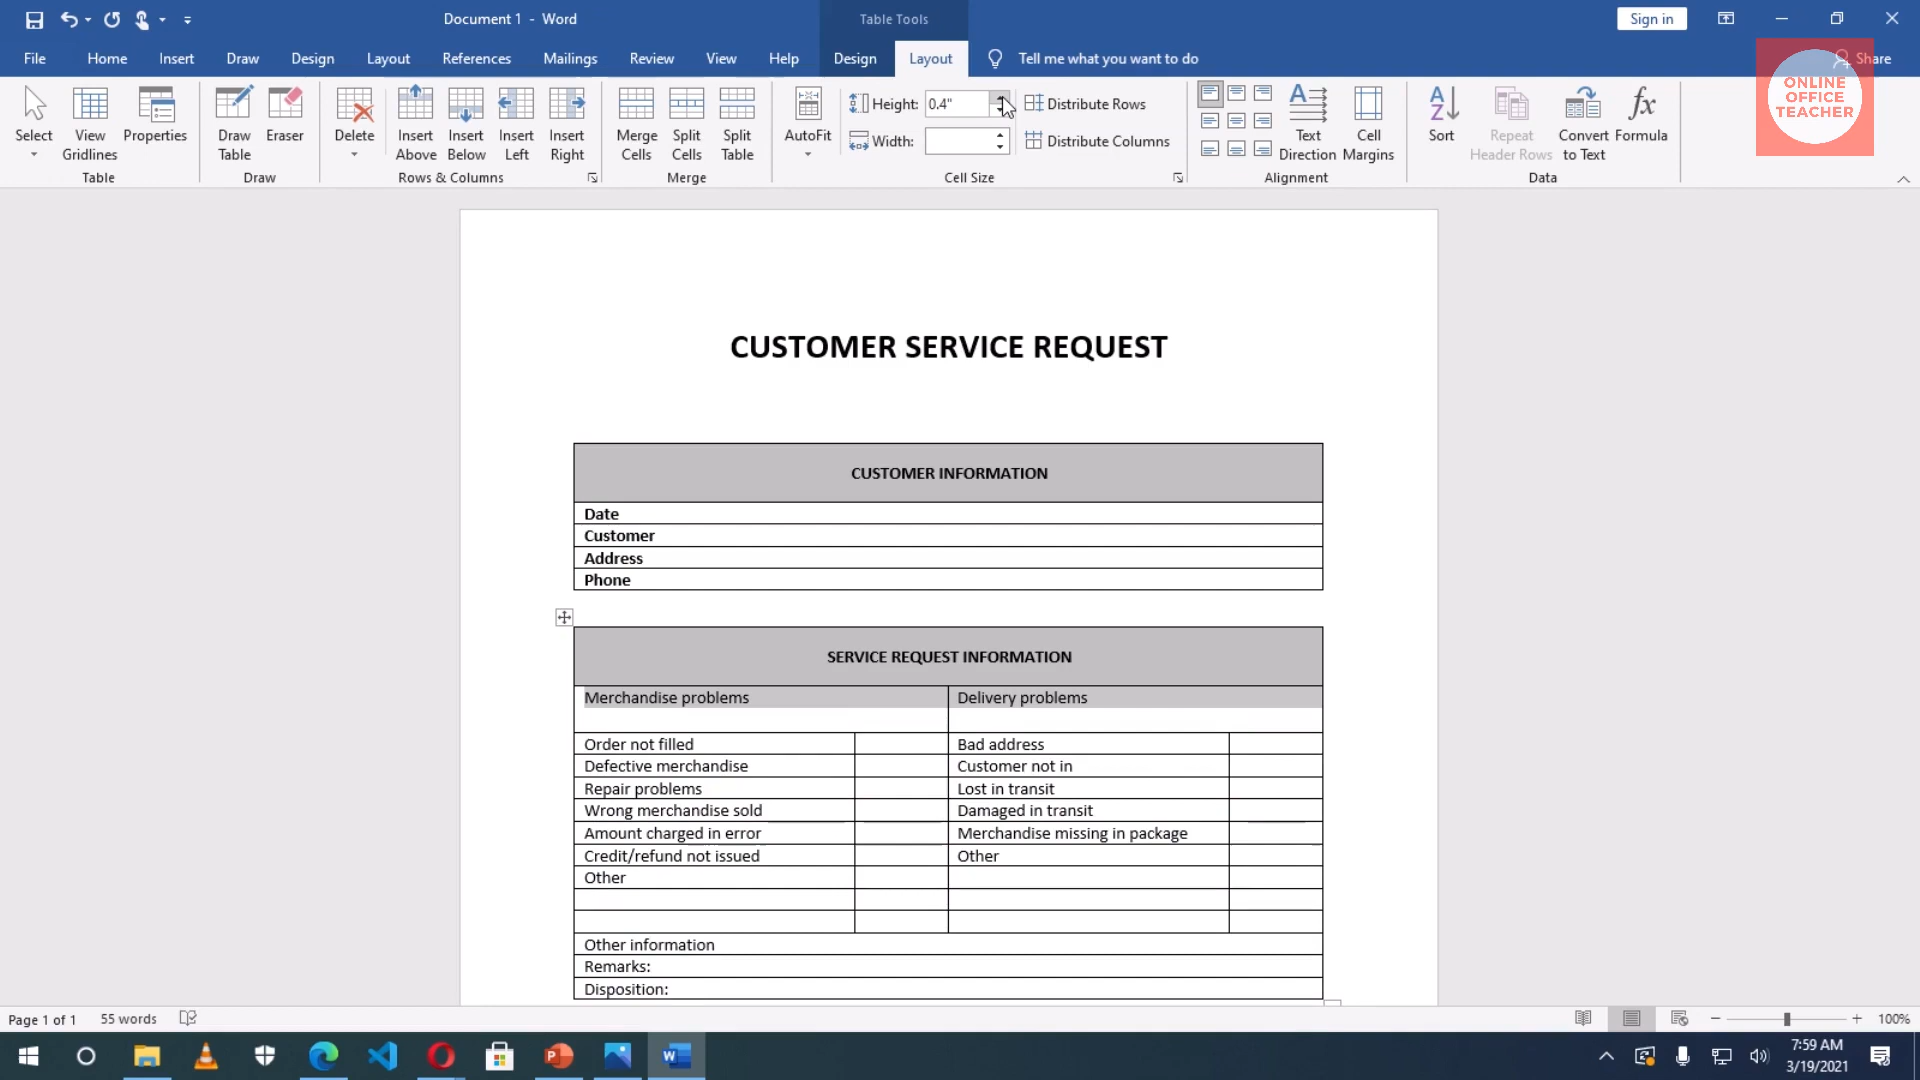 Document 1 - Word
Table Tools
Sign in
File Home Insert Draw Design Layout References Mailings Review View Help Design Layout Tell me what you want to do Share
ONLINE
OFFICE
TEACHER
Select
View
Gridlines
Properties
Table
Draw
Table
Eraser
Draw
Delete
Insert
Above
Insert
Below
Insert
Left
Insert
Right
Rows & Columns
Merge
Cells
Split
Cells
Split
Table
Merge
AutoFit
Height: 0.4"
Width:
Distribute Rows
Distribute Columns
Cell Size
Text
Direction
Cell
Margins
Alignment
Sort
Repeat
Header Rows
Convert
to Text
Formula
Data
CUSTOMER SERVICE REQUEST
CUSTOMER INFORMATION
Date
Customer
Address
Phone
SERVICE REQUEST INFORMATION
Merchandise problems Delivery problems
Order not filled Bad address
Defective merchandise Customer not in
Repair problems Lost in transit
Wrong merchandise sold Damaged in transit
Amount charged in error Merchandise missing in package
Credit/refund not issued Other
Other
Other information
Remarks:
Disposition:
Page 1 of 1 55 words 100%
7:59 AM
3/19/2021